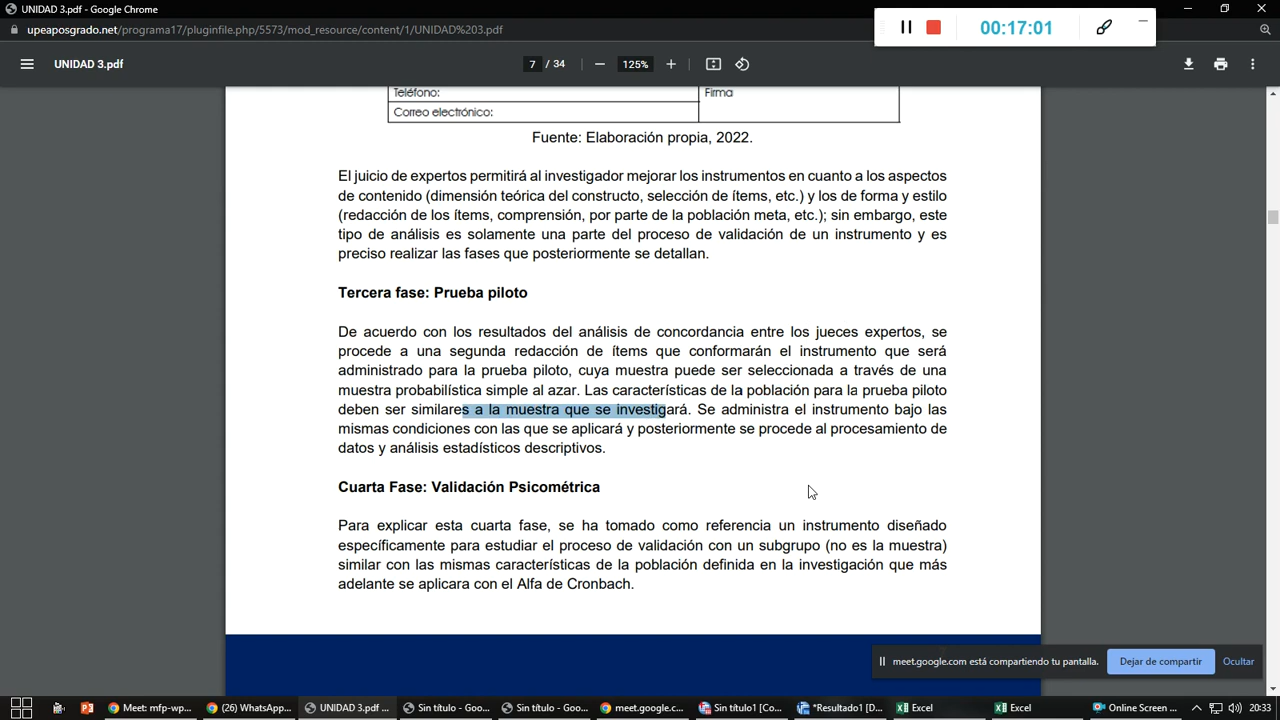 UNIDAD 3.pdf - Google Chrome
upeaposgrado.net/programa17/pluginfile.php/5573/mod_resource/content/1/UNIDAD%203.pdf
00:17:01
UNIDAD 3.pdf
7 / 34
125%
Teléfono:
Firma
Correo electrónico:
Fuente: Elaboración propia, 2022.
El juicio de expertos permitirá al investigador mejorar los instrumentos en cuanto a los aspectos
de contenido (dimensión teórica del constructo, selección de ítems, etc.) y los de forma y estilo
(redacción de los ítems, comprensión, por parte de la población meta, etc.); sin embargo, este
tipo de análisis es solamente una parte del proceso de validación de un instrumento y es
preciso realizar las fases que posteriormente se detallan.
Tercera fase: Prueba piloto
De acuerdo con los resultados del análisis de concordancia entre los jueces expertos, se
procede a una segunda redacción de ítems que conformarán el instrumento que será
administrado para la prueba piloto, cuya muestra puede ser seleccionada a través de una
muestra probabilística simple al azar. Las características de la población para la prueba piloto
deben ser similares a la muestra que se investigará. Se administra el instrumento bajo las
mismas condiciones con las que se aplicará y posteriormente se procede al procesamiento de
datos y análisis estadísticos descriptivos.
Cuarta Fase: Validación Psicométrica
Para explicar esta cuarta fase, se ha tomado como referencia un instrumento diseñado
específicamente para estudiar el proceso de validación con un subgrupo (no es la muestra)
similar con las mismas características de la población definida en la investigación que más
adelante se aplicara con el Alfa de Cronbach.
meet.google.com está compartiendo tu pantalla.
Dejar de compartir
Ocultar
Meet: mfp-wp...
(26) WhatsApp...
UNIDAD 3.pdf ...
Sin título - Goo...
Sin título - Goo...
meet.google.c...
Sin título1 [Co...
*Resultado1 [D...
Excel
Excel
Online Screen ...
20:33